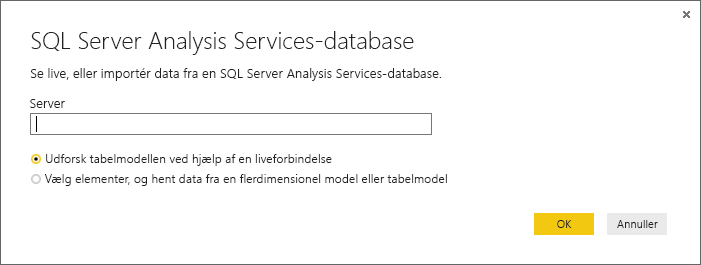 SQL Server Analysis Services-database
Se live, eller importér data fra en SQL Server Analysis Services-database.
Server
Udforsk tabelmodellen ved hjælp af en liveforbindelse
Vælg elementer, og hent data fra en flerdimensionel model eller tabelmodel
OK
Annuller